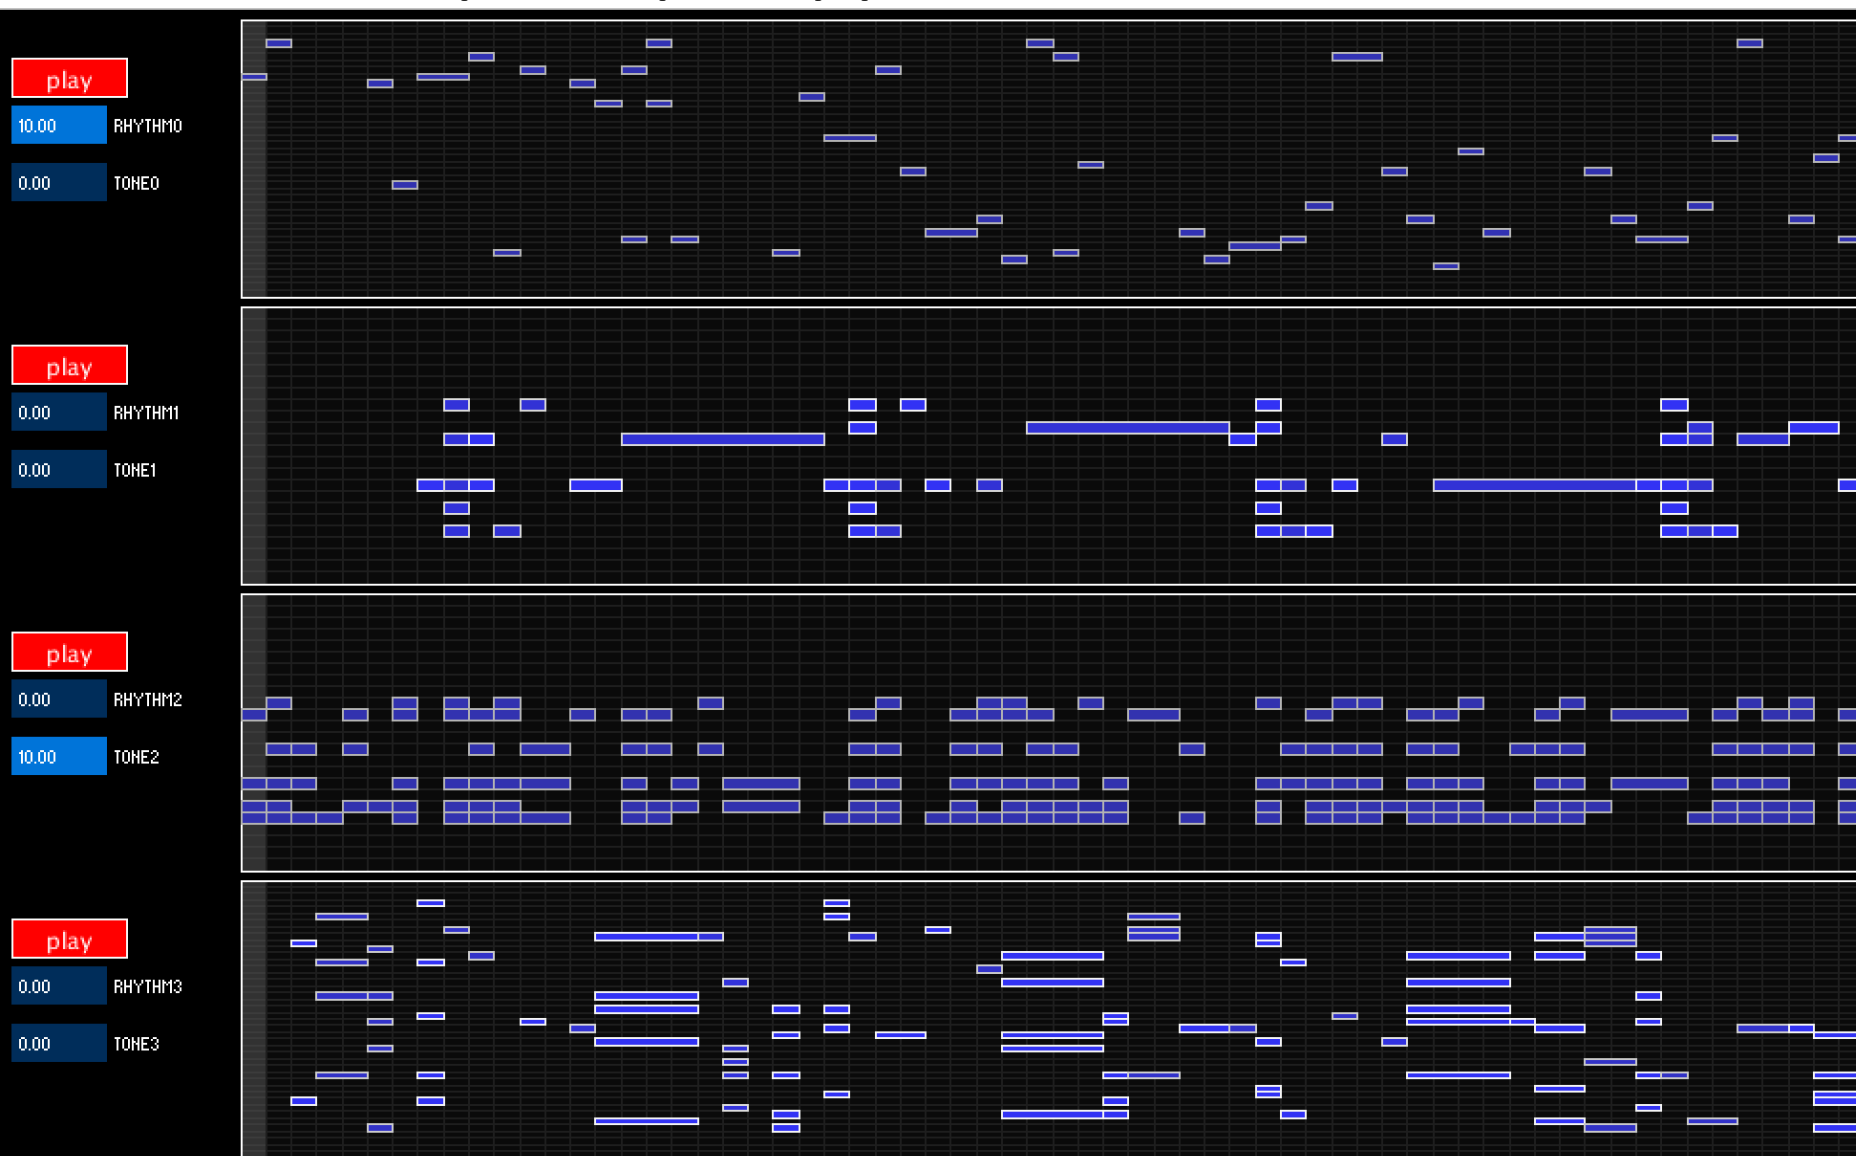 play
10.00 RHYTHM0
0.00 TONE0
play
0.00 RHYTHM1
0.00 TONE1
play
0.00 RHYTHM2
10.00 TONE2
play
0.00 RHYTHM3
0.00 TONE3